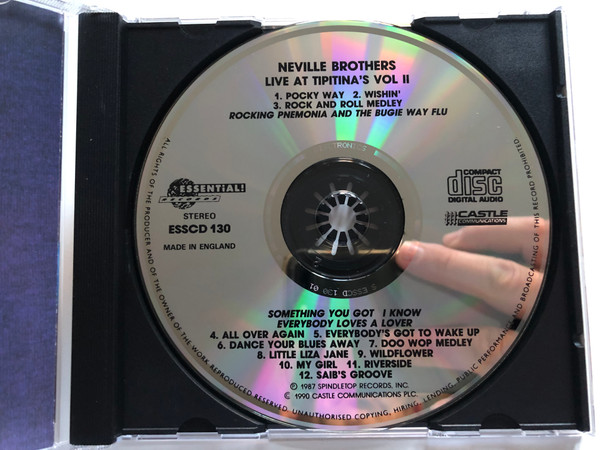 NEVILLE BROTHERS
LIVE AT TIPITINA'S VOL II
1. POCKY WAY 2. WISHIN'
3. ROCK AND ROLL MEDLEY
ROCKING PNEMONIA AND THE BUGIE WAY FLU
ESSENTIAL!
RECORDS
STEREO
ESSCD 130
MADE IN ENGLAND
COMPACT
disc
DIGITAL AUDIO
CASTLE
COMMUNICATIONS
ESSCD 130 01
SOMETHING YOU GOT I KNOW
EVERYBODY LOVES A LOVER
4. ALL OVER AGAIN 5. EVERYBODY'S GOT TO WAKE UP
6. DANCE YOUR BLUES AWAY 7. DOO WOP MEDLEY
8. LITTLE LIZA JANE 9. WILDFLOWER
10. MY GIRL 11. RIVERSIDE
12. SAIB'S GROOVE
℗ 1987 SPINDLETOP RECORDS, INC.
© 1990 CASTLE COMMUNICATIONS PLC.
ALL RIGHTS OF THE PRODUCER AND OF THE OWNER OF THE WORK REPRODUCED RESERVED. UNAUTHORISED COPYING, HIRING, LENDING, PUBLIC PERFORMANCE AND BROADCASTING OF THIS RECORD PROHIBITED.